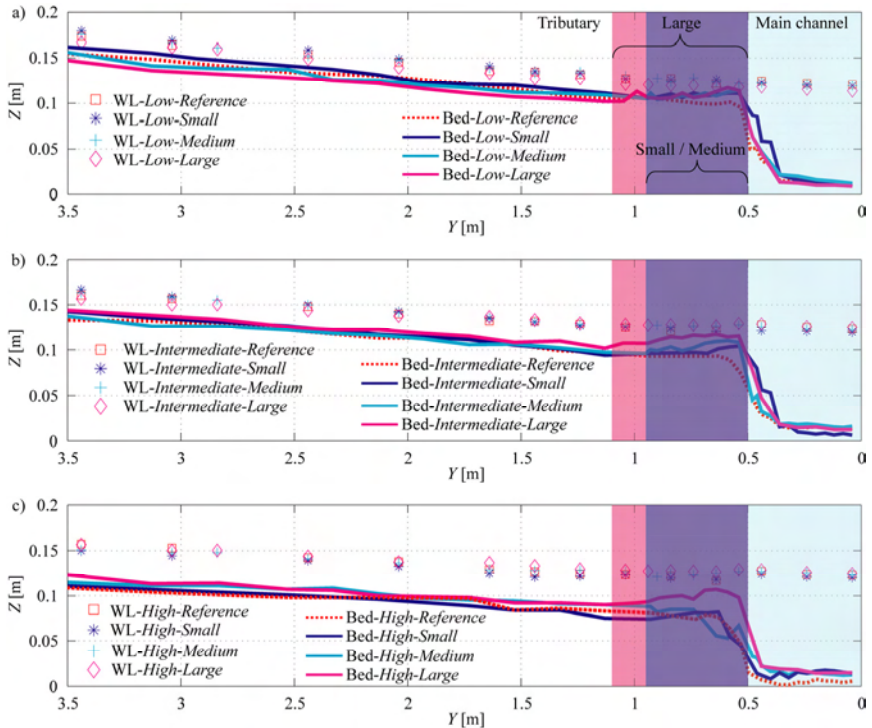 a)
Tributary
Large
Main channel
Z [m]
0.2
0.15
0.1
0.05
0
WL-Low-Reference
WL-Low-Small
WL-Low-Medium
WL-Low-Large
Bed-Low-Reference
Bed-Low-Small
Bed-Low-Medium
Bed-Low-Large
Small / Medium
3.5 3 2.5 2 1.5 1 0.5 0
Y [m]
b)
Z [m]
0.2
0.15
0.1
0.05
0
WL-Intermediate-Reference
WL-Intermediate-Small
WL-Intermediate-Medium
WL-Intermediate-Large
Bed-Intermediate-Reference
Bed-Intermediate-Small
Bed-Intermediate-Medium
Bed-Intermediate-Large
3.5 3 2.5 2 1.5 1 0.5 0
Y [m]
c)
Z [m]
0.2
0.15
0.1
0.05
0
WL-High-Reference
WL-High-Small
WL-High-Medium
WL-High-Large
Bed-High-Reference
Bed-High-Small
Bed-High-Medium
Bed-High-Large
3.5 3 2.5 2 1.5 1 0.5 0
Y [m]